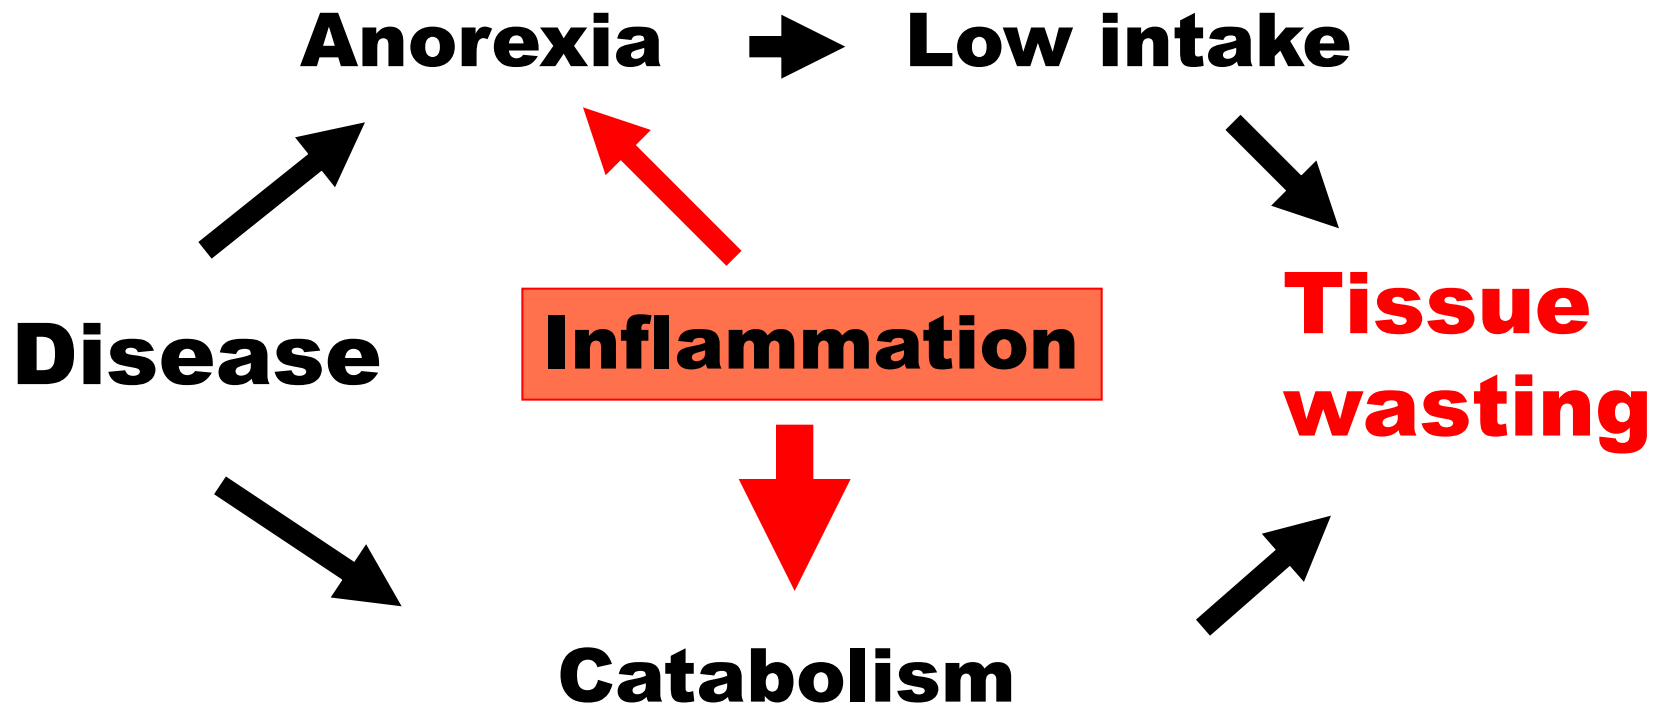 Anorexia
Low intake
Disease
Inflammation
Tissue
wasting
Catabolism